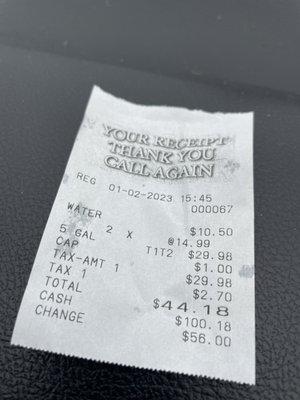 YOUR RECEIPT
THANK YOU
CALL AGAIN
REG 01-02-2023 15:45
000067
WATER $10.50
2 X @14.99
5 GAL T1T2 $29.98
CAP $1.00
TAX-AMT 1 $29.98
TAX 1 $2.70
TOTAL $44.18
CASH $100.18
CHANGE $56.00